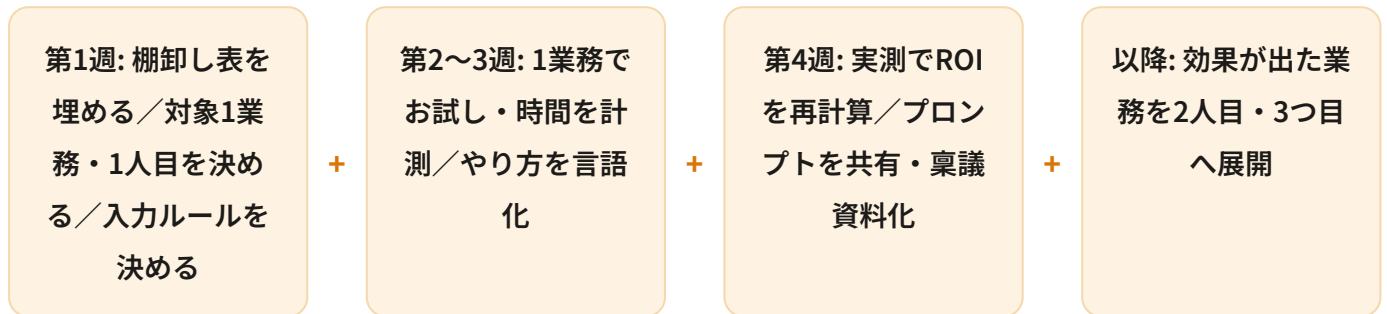 第1週: 棚卸し表を
埋める／対象1業
務・1人目を決め
る／入力ルールを
決める
+
第2〜3週: 1業務で
お試し・時間を計
測／やり方を言語
化
+
第4週: 実測でROI
を再計算／プロン
プトを共有・稟議
資料化
+
以降: 効果が出た業
務を2人目・3つ目
へ展開